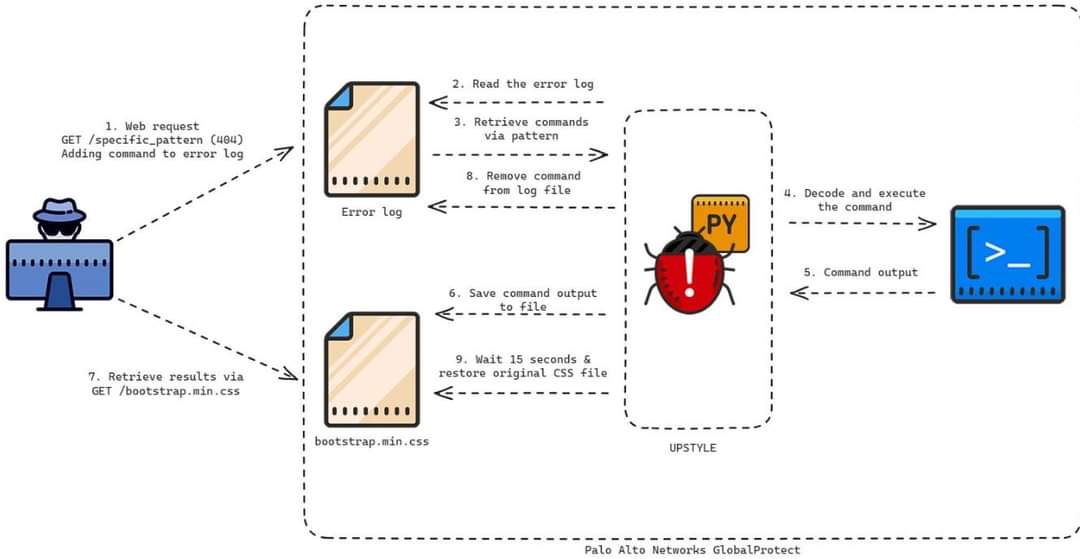 1. Web request
GET /specific_pattern (404)
Adding command to error log
2. Read the error log
3. Retrieve commands
via pattern
8. Remove command
from log file
Error log
PY
4. Decode and execute
the command
>_
5. Command output
6. Save command output
to file
7. Retrieve results via
GET /bootstrap.min.css
9. Wait 15 seconds &
restore original CSS file
bootstrap.min.css
UPSTYLE
Palo Alto Networks GlobalProtect